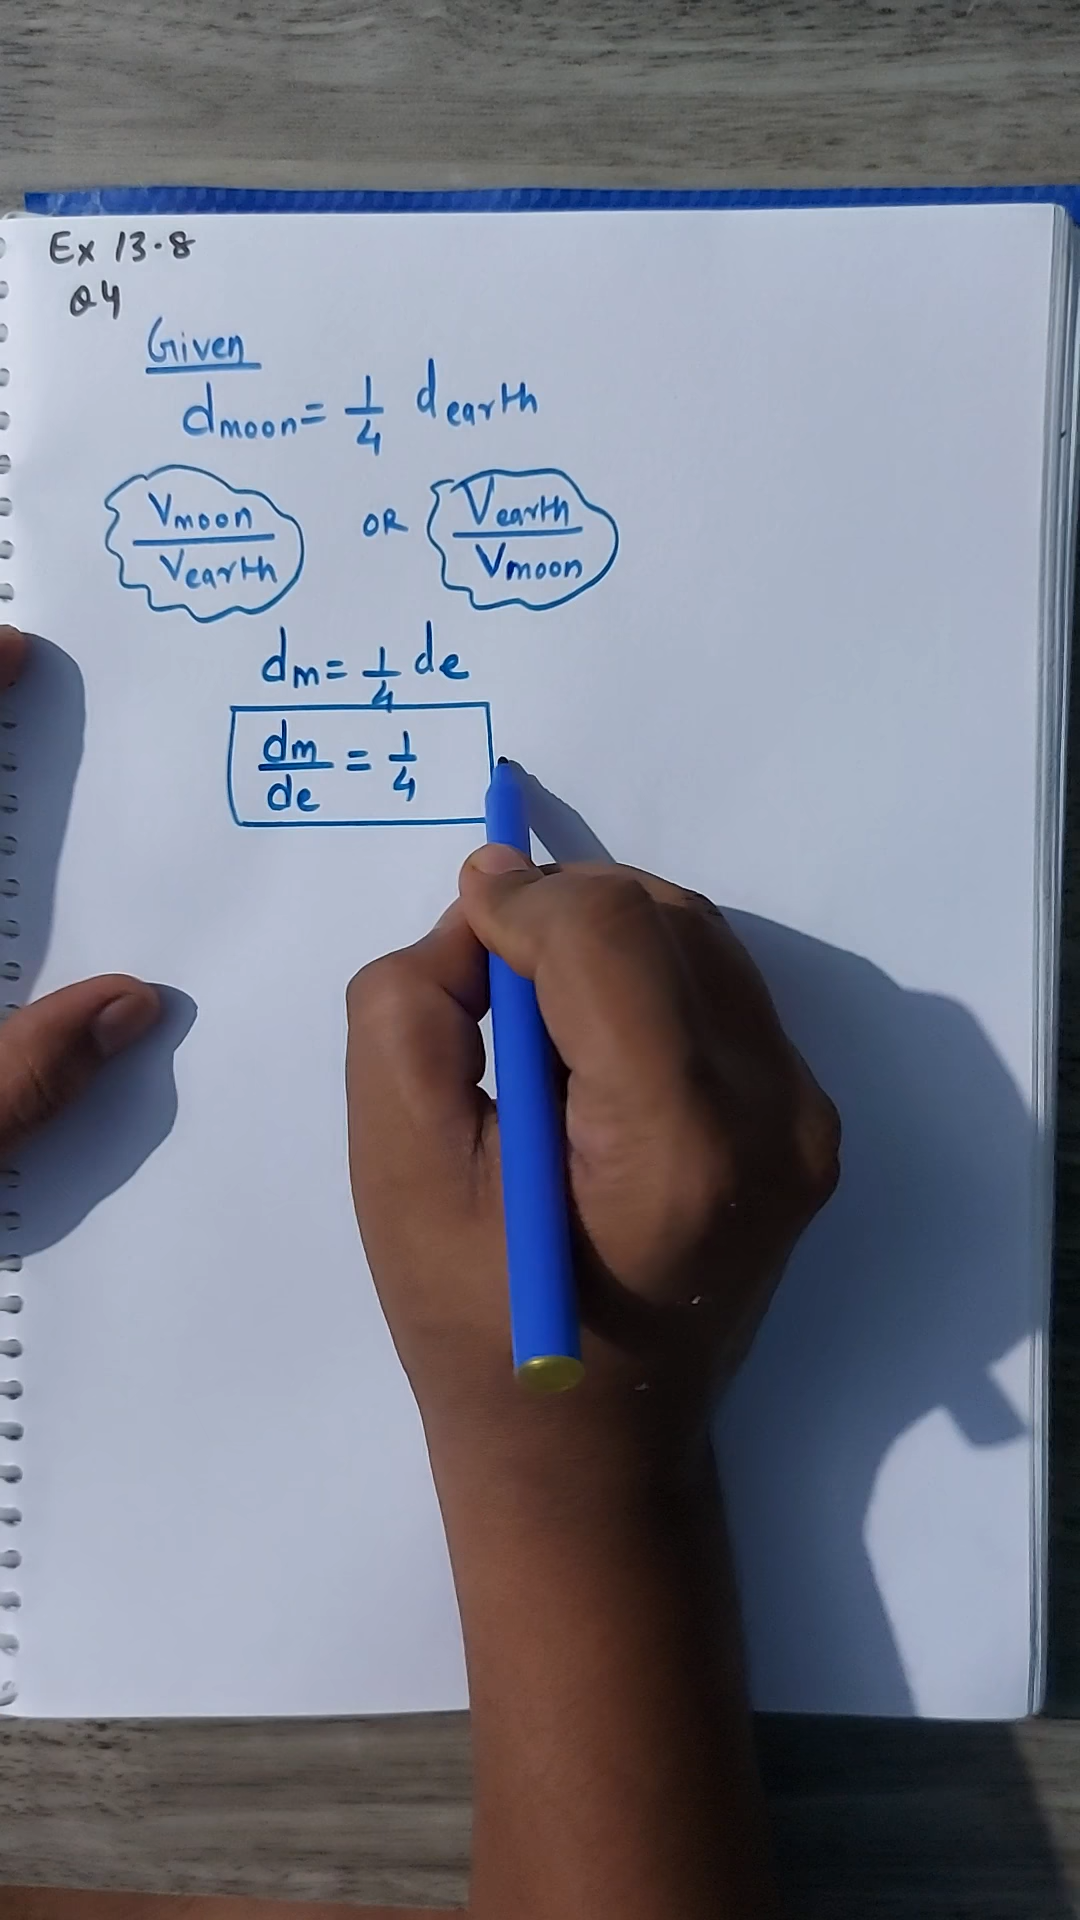 Ex 13.8
Q4
Given
dmoon = 1/4 dearth
Vmoon/Vearth OR Vearth/Vmoon
dm = 1/4 de
dm/de = 1/4